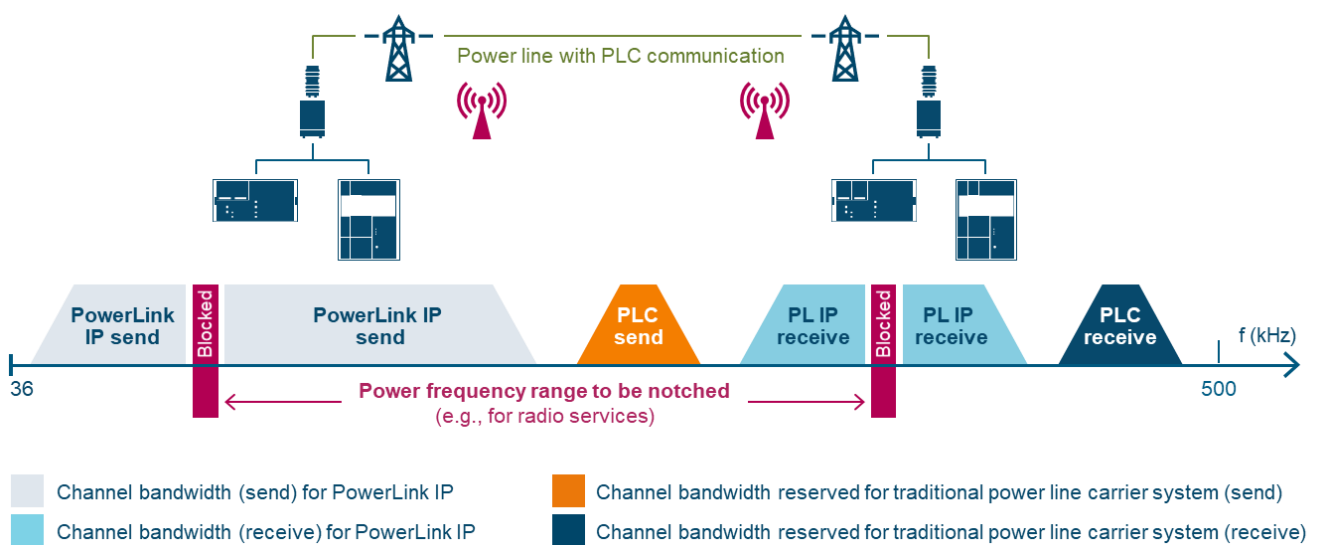 Power line with PLC communication
PowerLink
IP send
Blocked
PowerLink IP
send
PLC
send
PL IP
receive
Blocked
PL IP
receive
PLC
receive
f (kHz)
36
Power frequency range to be notched
(e.g., for radio services)
500
Channel bandwidth (send) for PowerLink IP
Channel bandwidth reserved for traditional power line carrier system (send)
Channel bandwidth (receive) for PowerLink IP
Channel bandwidth reserved for traditional power line carrier system (receive)